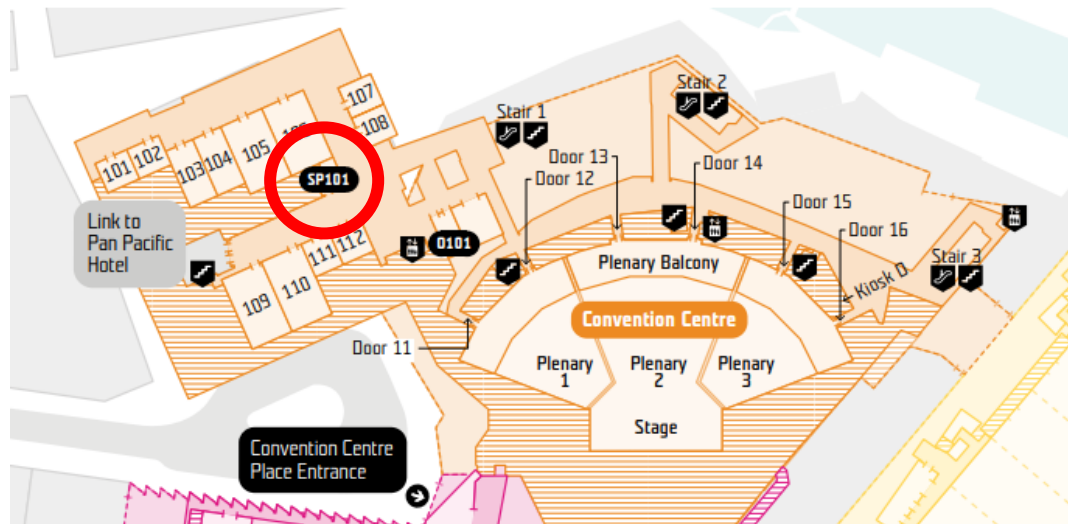 107
108
106
105
104
103
102
101
SP101
Stair 1
Stair 2
Door 13
Door 12
Door 14
Door 15
Door 16
Link to
Pan Pacific
Hotel
111
112
O101
109
110
Plenary Balcony
Kiosk D
Stair 3
Convention Centre
Door 11
Plenary
1
Plenary
2
Plenary
3
Stage
Convention Centre
Place Entrance